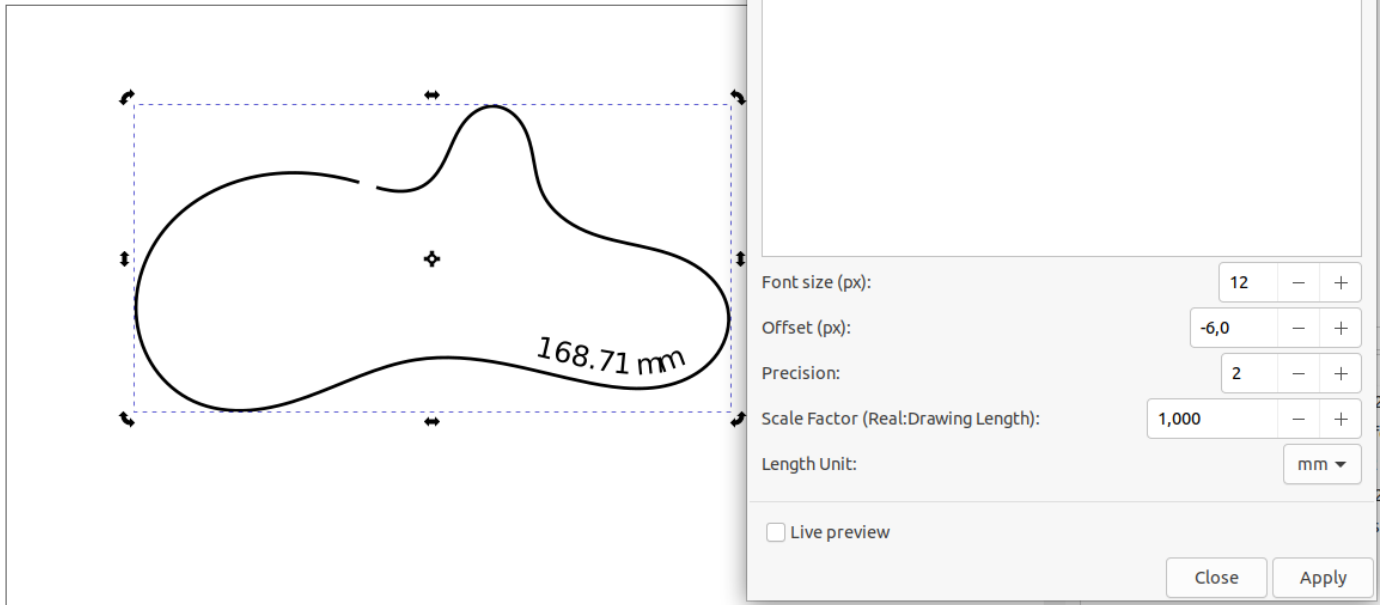 168.71 mm
Font size (px):
12
Offset (px):
-6,0
Precision:
2
Scale Factor (Real:Drawing Length):
1,000
Length Unit:
mm
Live preview
Close
Apply